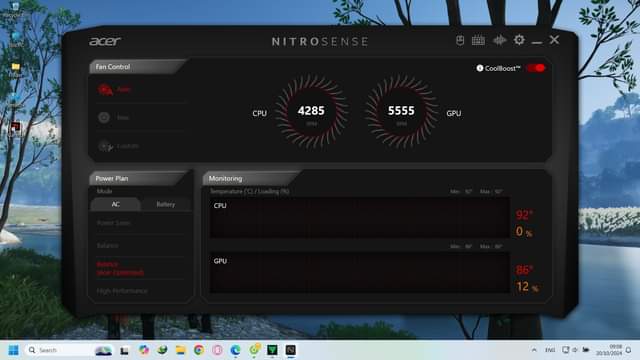 acer
NITROSENSE
Fan Control
CoolBoost™
Auto
Max
Custom
CPU
4285
RPM
5555
RPM
GPU
Power Plan
Mode
AC
Battery
Power Saver
Balance
Balance
(Acer Optimized)
High Performance
Monitoring
Temperature (°C) / Loading (%)
Min : 92° Max : 92°
CPU
92°
0 %
Min : 86° Max : 86°
GPU
86°
12 %
Search
ENG
09:08
20/10/2024